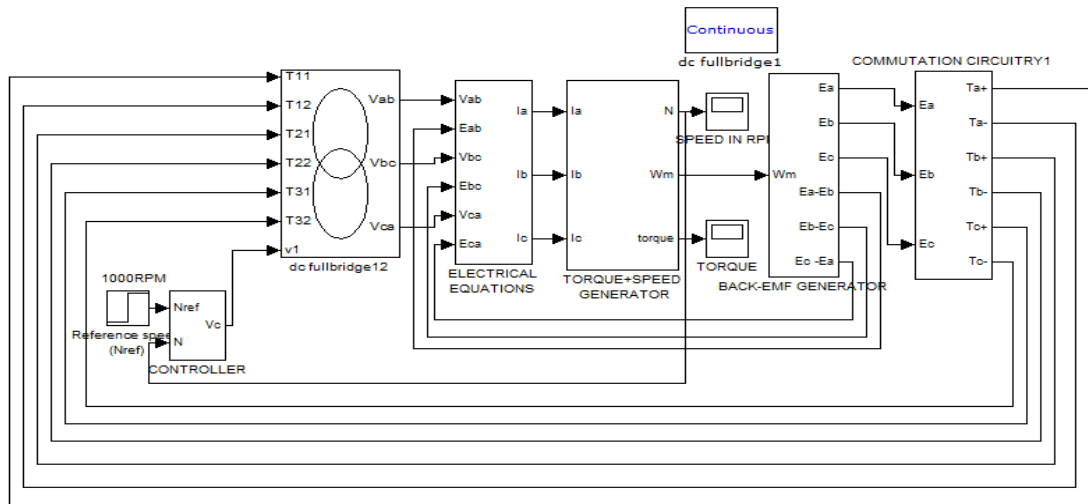 Continuous
dc fullbridge1
COMMUTATION CIRCUITRY1
T11
T12
T21
T22
T31
T32
v1
Vab
Vbc
Vca
dc fullbridge12
Vab
Eab
Vbc
Ebc
Vca
Eca
Ia
Ib
Ic
ELECTRICAL
EQUATIONS
Ia
Ib
Ic
N
Wm
torque
TORQUE+SPEED
GENERATOR
SPEED IN RPI
TORQUE
Wm
Ea
Eb
Ec
Ea-Eb
Eb-Ec
Ec -Ea
BACK-EMF GENERATOR
Ea
Eb
Ec
Ta+
Ta-
Tb+
Tb-
Tc+
Tc-
1000RPM
Reference spee
(Nref)
Nref
N
Vc
CONTROLLER